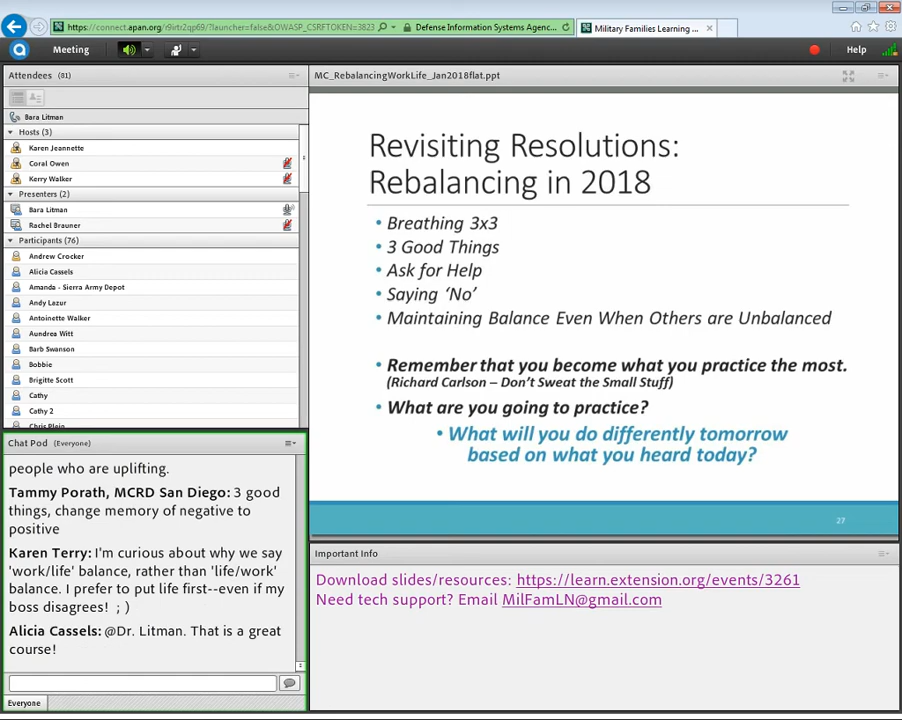 https://connect.apan.org/r9irtz2qp69/?launcher=false&OWASP_CSRFTOKEN=3823
Defense Information Systems Agenc...
Military Families Learning ...
Meeting
Help
Attendees (81)
Bara Litman
Hosts (3)
Karen Jeannette
Coral Owen
Kerry Walker
Presenters (2)
Bara Litman
Rachel Brauner
Participants (76)
Andrew Crocker
Alicia Cassels
Amanda - Sierra Army Depot
Andy Lazur
Antoinette Walker
Aundrea Witt
Barb Swanson
Bobbie
Brigitte Scott
Cathy
Cathy 2
Chris Plein
Chat Pod (Everyone)
people who are uplifting.
Tammy Porath, MCRD San Diego: 3 good
things, change memory of negative to
positive
Karen Terry: I'm curious about why we say
'work/life' balance, rather than 'life/work'
balance. I prefer to put life first--even if my
boss disagrees! ; )
Alicia Cassels: @Dr. Litman. That is a great
course!
Everyone
MC_RebalancingWorkLife_Jan2018flat.ppt
Revisiting Resolutions:
Rebalancing in 2018
• Breathing 3x3
• 3 Good Things
• Ask for Help
• Saying ‘No’
• Maintaining Balance Even When Others are Unbalanced
• Remember that you become what you practice the most.
(Richard Carlson – Don’t Sweat the Small Stuff)
• What are you going to practice?
• What will you do differently tomorrow
based on what you heard today?
27
Important Info
Download slides/resources: https://learn.extension.org/events/3261
Need tech support? Email MilFamLN@gmail.com